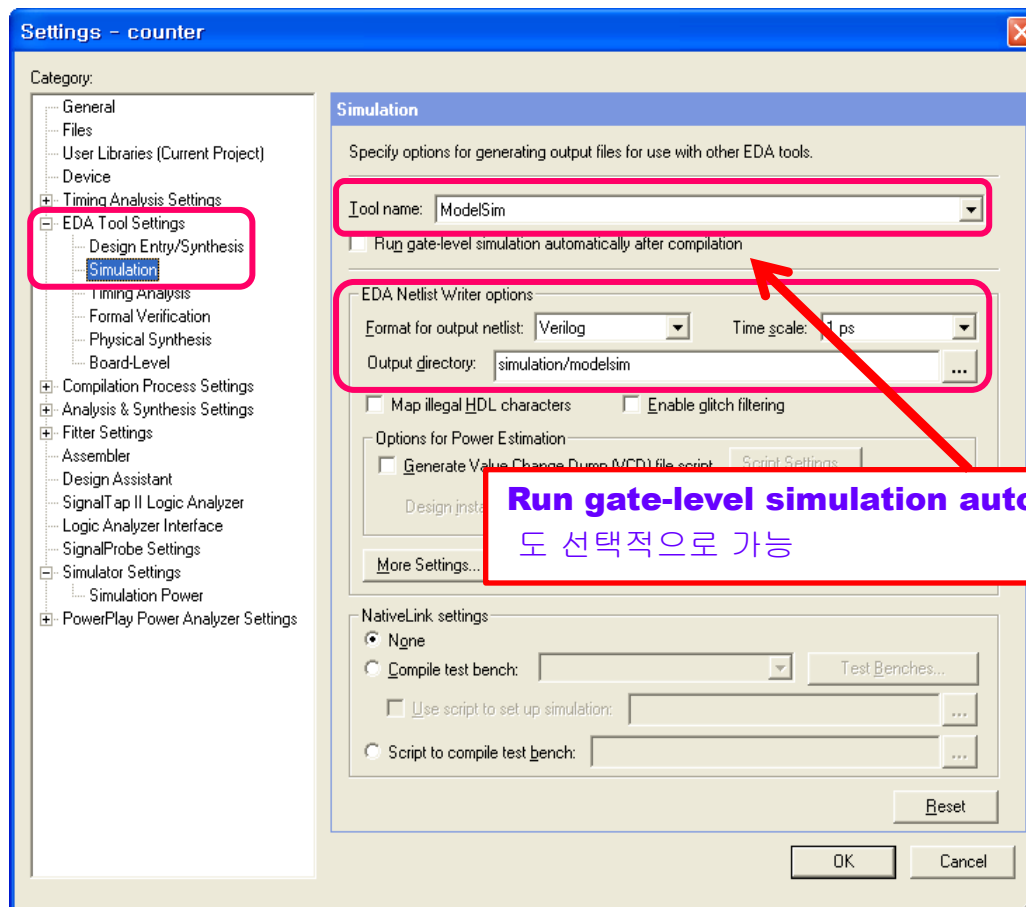 Settings - counter
Category:
General
Files
User Libraries (Current Project)
Device
Timing Analysis Settings
EDA Tool Settings
Design Entry/Synthesis
Simulation
Timing Analysis
Formal Verification
Physical Synthesis
Board-Level
Compilation Process Settings
Analysis & Synthesis Settings
Fitter Settings
Assembler
Design Assistant
SignalTap II Logic Analyzer
Logic Analyzer Interface
SignalProbe Settings
Simulator Settings
Simulation Power
PowerPlay Power Analyzer Settings
Simulation
Specify options for generating output files for use with other EDA tools.
Tool name: ModelSim
Run gate-level simulation automatically after compilation
EDA Netlist Writer options
Format for output netlist: Verilog Time scale: 1 ps
Output directory: simulation/modelsim ...
Map illegal HDL characters Enable glitch filtering
Options for Power Estimation
Generate Value Change Dump (VCD) file script Script Settings...
Design insta
Run gate-level simulation auto
도 선택적으로 가능
More Settings...
NativeLink settings
None
Compile test bench: Test Benches...
Use script to set up simulation: ...
Script to compile test bench: ...
Reset
OK Cancel